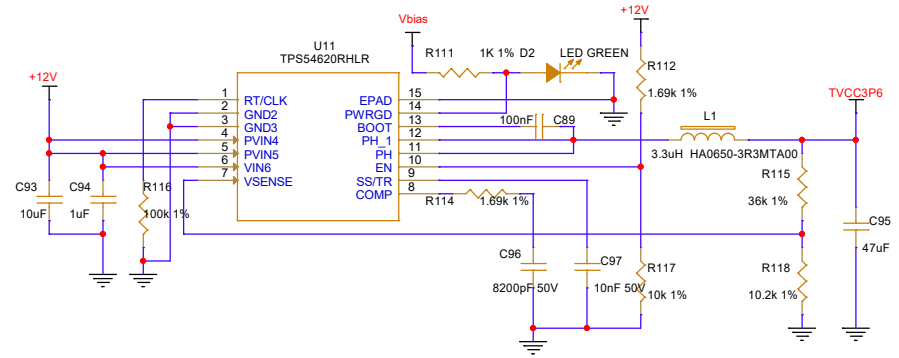 Vbias
+12V
U11
TPS54620RHLR
R111
1K 1%
D2
LED GREEN
R112
1.69k 1%
+12V
TVCC3P6
1
RT/CLK
2
GND2
3
GND3
4
PVIN4
5
PVIN5
6
VIN6
7
VSENSE
EPAD
15
PWRGD
14
BOOT
13
PH_1
12
PH
11
EN
10
SS/TR
9
COMP
8
100nF
C89
L1
3.3uH HA0650-3R3MTA00
R115
36k 1%
C93
10uF
C94
1uF
R116
100k 1%
R114
1.69k 1%
C95
47uF
C96
8200pF 50V
C97
10nF 50V
R117
10k 1%
R118
10.2k 1%